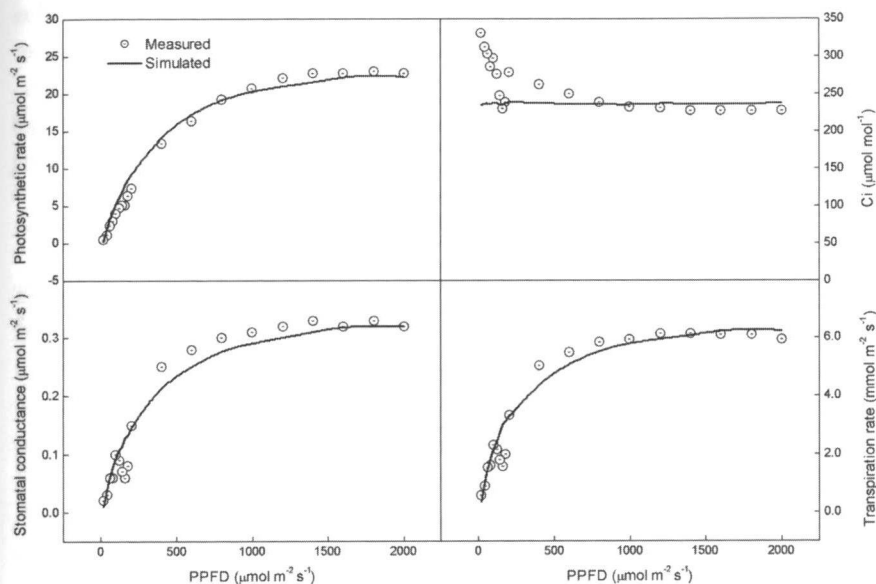 30
25
20
15
10
5
0
-5
Photosynthetic rate (μmol m⁻² s⁻¹)
Measured
Simulated
350
300
250
200
150
100
50
0
Ci (μmol mol⁻¹)
0.3
0.2
0.1
0.0
Stomatal conductance (μmol m⁻² s⁻¹)
6.0
4.0
2.0
0.0
Transpiration rate (mmol m⁻² s⁻¹)
0 500 1000 1500 2000
PPFD (μmol m⁻² s⁻¹)
0 500 1000 1500 2000
PPFD (μmol m⁻² s⁻¹)